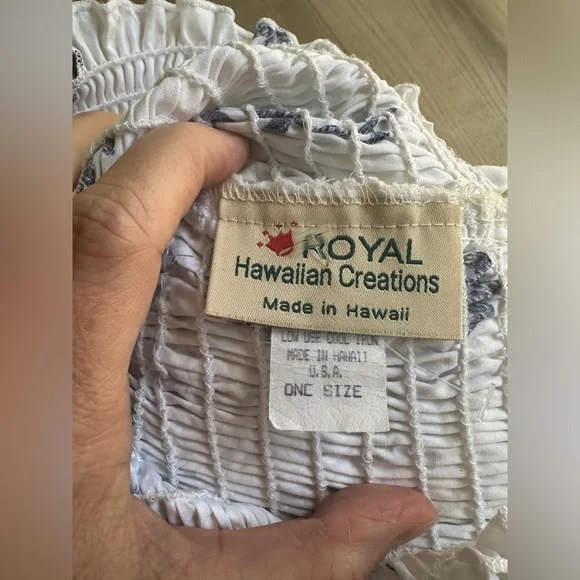 ROYAL
Hawaiian Creations
Made in Hawaii
LOW USE COOL IRON
MADE IN HAWAII
U.S.A.
ONE SIZE